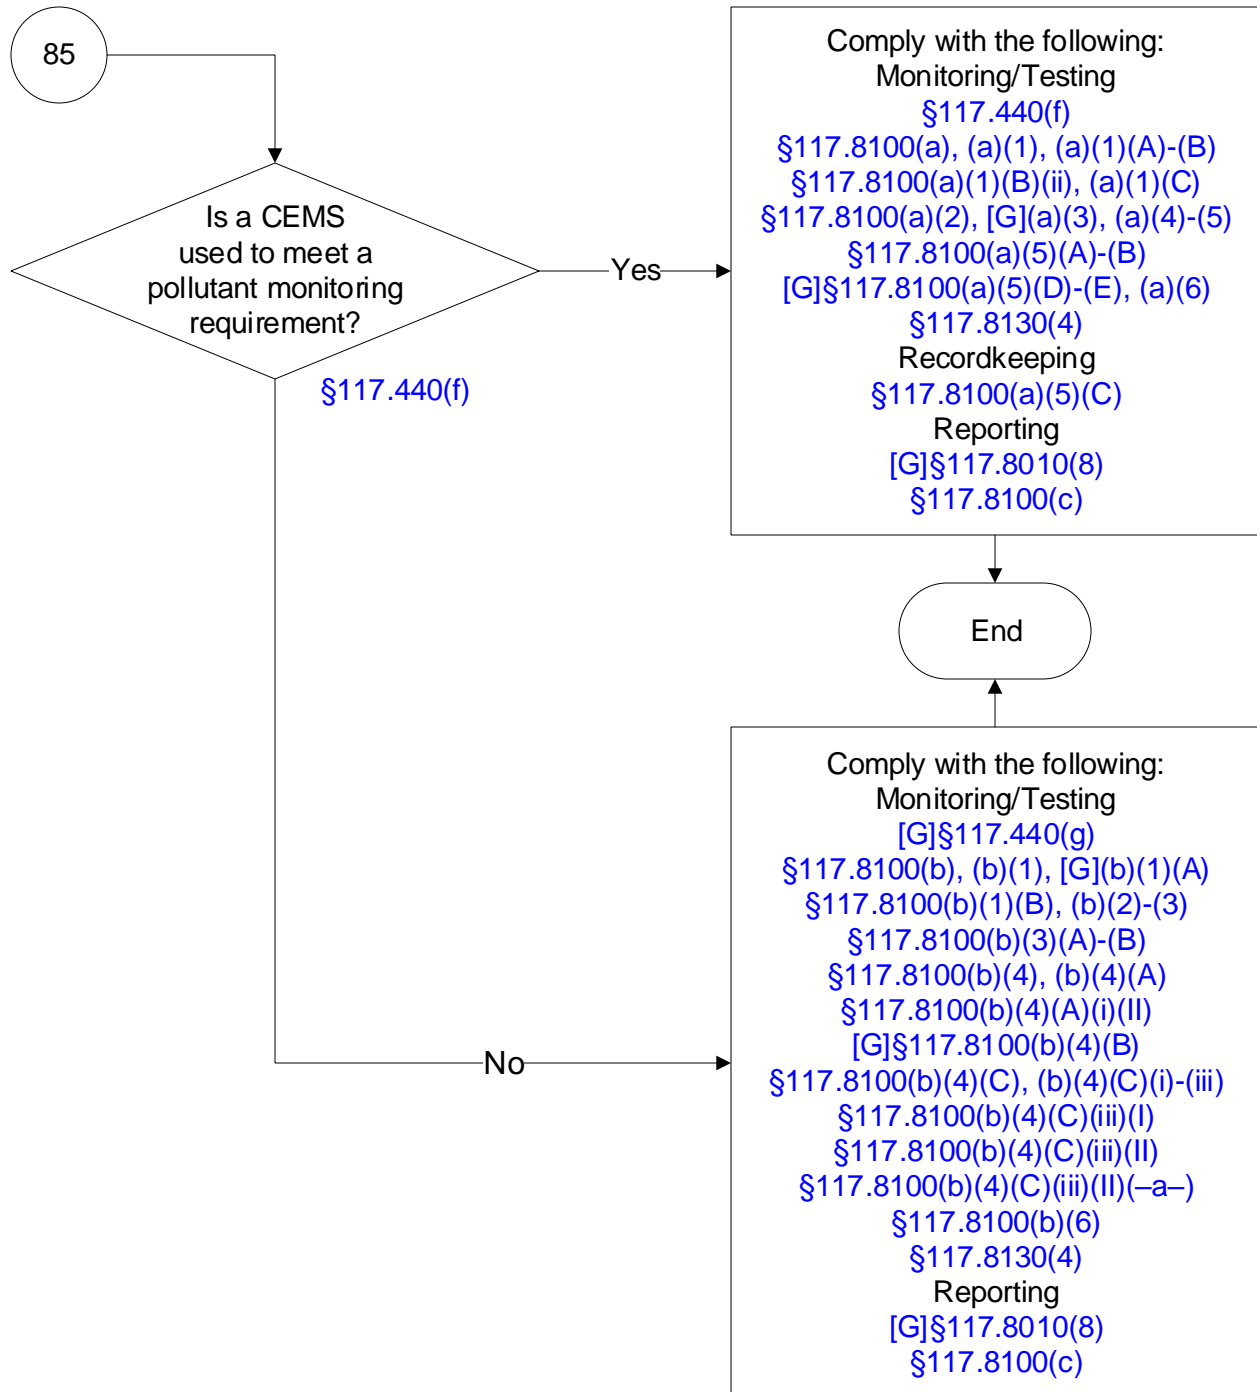 85
Is a CEMS
used to meet a
pollutant monitoring
requirement?
§117.440(f)
Yes
Comply with the following:
Monitoring/Testing
§117.440(f)
§117.8100(a), (a)(1), (a)(1)(A)-(B)
§117.8100(a)(1)(B)(ii), (a)(1)(C)
§117.8100(a)(2), [G](a)(3), (a)(4)-(5)
§117.8100(a)(5)(A)-(B)
[G]§117.8100(a)(5)(D)-(E), (a)(6)
§117.8130(4)
Recordkeeping
§117.8100(a)(5)(C)
Reporting
[G]§117.8010(8)
§117.8100(c)
End
No
Comply with the following:
Monitoring/Testing
[G]§117.440(g)
§117.8100(b), (b)(1), [G](b)(1)(A)
§117.8100(b)(1)(B), (b)(2)-(3)
§117.8100(b)(3)(A)-(B)
§117.8100(b)(4), (b)(4)(A)
§117.8100(b)(4)(A)(i)(II)
[G]§117.8100(b)(4)(B)
§117.8100(b)(4)(C), (b)(4)(C)(i)-(iii)
§117.8100(b)(4)(C)(iii)(I)
§117.8100(b)(4)(C)(iii)(II)
§117.8100(b)(4)(C)(iii)(II)(–a–)
§117.8100(b)(6)
§117.8130(4)
Reporting
[G]§117.8010(8)
§117.8100(c)